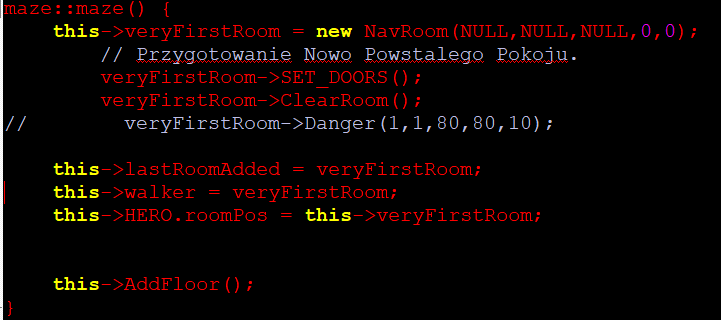 maze::maze() {
    this->veryFirstRoom = new NavRoom(NULL,NULL,NULL,0,0);
        // Przygotowanie Nowo Powstalego Pokoju.
        veryFirstRoom->SET_DOORS();
        veryFirstRoom->ClearRoom();
//        veryFirstRoom->Danger(1,1,80,80,10);
    this->lastRoomAdded = veryFirstRoom;
    this->walker = veryFirstRoom;
    this->HERO.roomPos = this->veryFirstRoom;
    this->AddFloor();
}